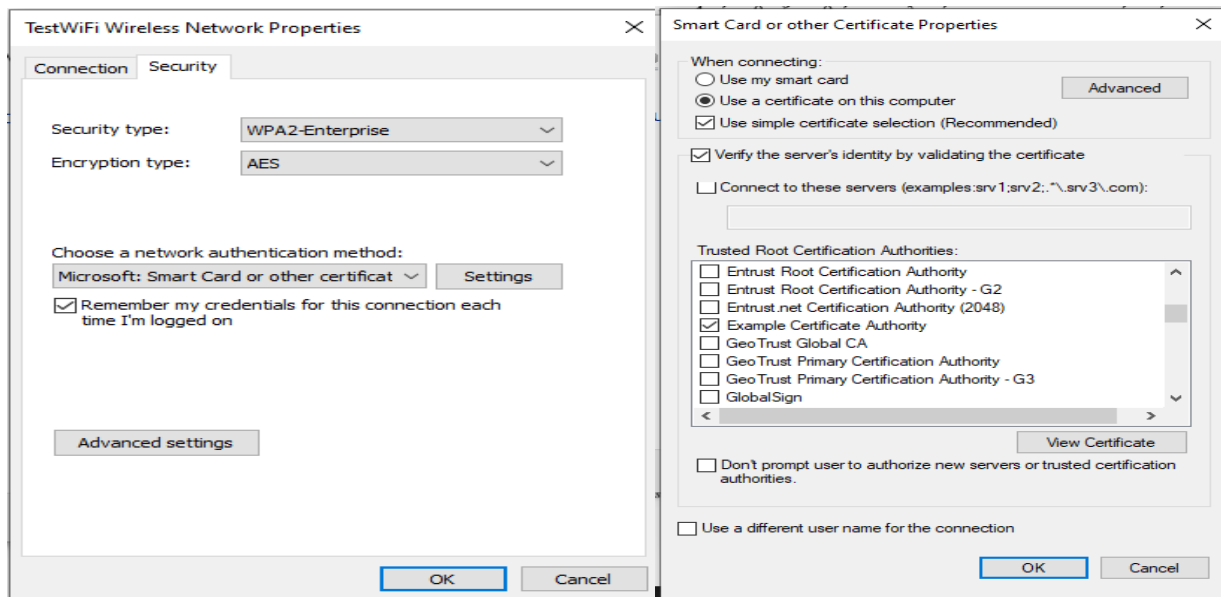 TestWiFi Wireless Network Properties
Connection
Security
Security type:
WPA2-Enterprise
Encryption type:
AES
Choose a network authentication method:
Microsoft: Smart Card or other certificat
Settings
Remember my credentials for this connection each
time I'm logged on
Advanced settings
OK
Cancel
Smart Card or other Certificate Properties
When connecting:
Use my smart card
Advanced
Use a certificate on this computer
Use simple certificate selection (Recommended)
Verify the server's identity by validating the certificate
Connect to these servers (examples:srv1;srv2;.*\.srv3\.com):
Trusted Root Certification Authorities:
Entrust Root Certification Authority
Entrust Root Certification Authority - G2
Entrust.net Certification Authority (2048)
Example Certificate Authority
GeoTrust Global CA
GeoTrust Primary Certification Authority
GeoTrust Primary Certification Authority - G3
GlobalSign
View Certificate
Don't prompt user to authorize new servers or trusted certification
authorities.
Use a different user name for the connection
OK
Cancel